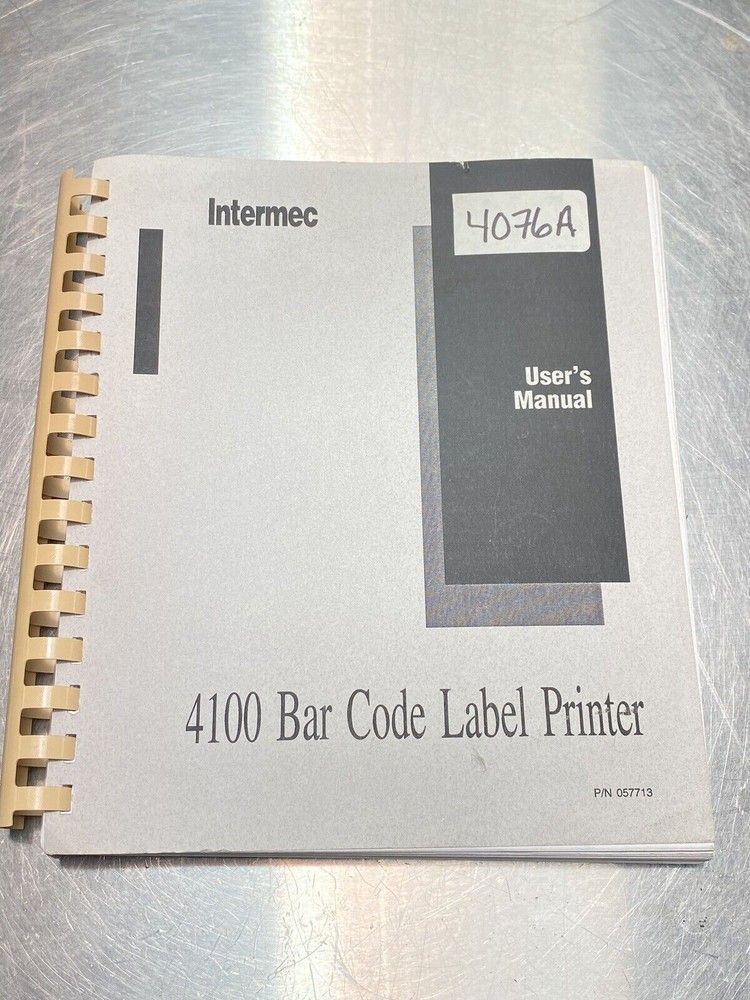 Intermec
4076A
User's
Manual
4100 Bar Code Label Printer
P/N 057713